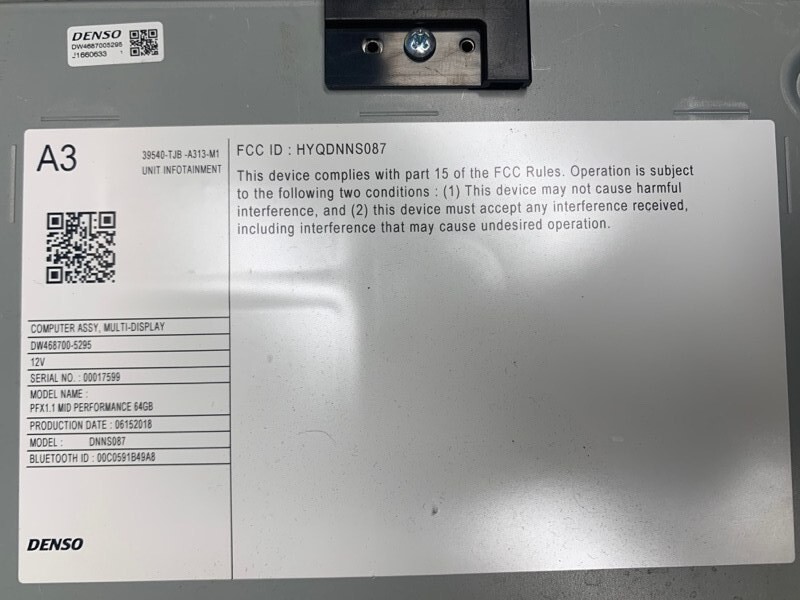 DENSO
DW4687005295
J1660633 1
A3
39540-TJB -A313-M1
UNIT INFOTAINMENT
FCC ID : HYQDNNS087
This device complies with part 15 of the FCC Rules. Operation is subject
to the following two conditions : (1) This device may not cause harmful
interference, and (2) this device must accept any interference received,
including interference that may cause undesired operation.
COMPUTER ASSY, MULTI-DISPLAY
DW468700-5295
12V
SERIAL NO. : 00017599
MODEL NAME :
PFX1.1 MID PERFORMANCE 64GB
PRODUCTION DATE : 06152018
MODEL : DNNS087
BLUETOOTH ID : 00C0591B49A8
DENSO